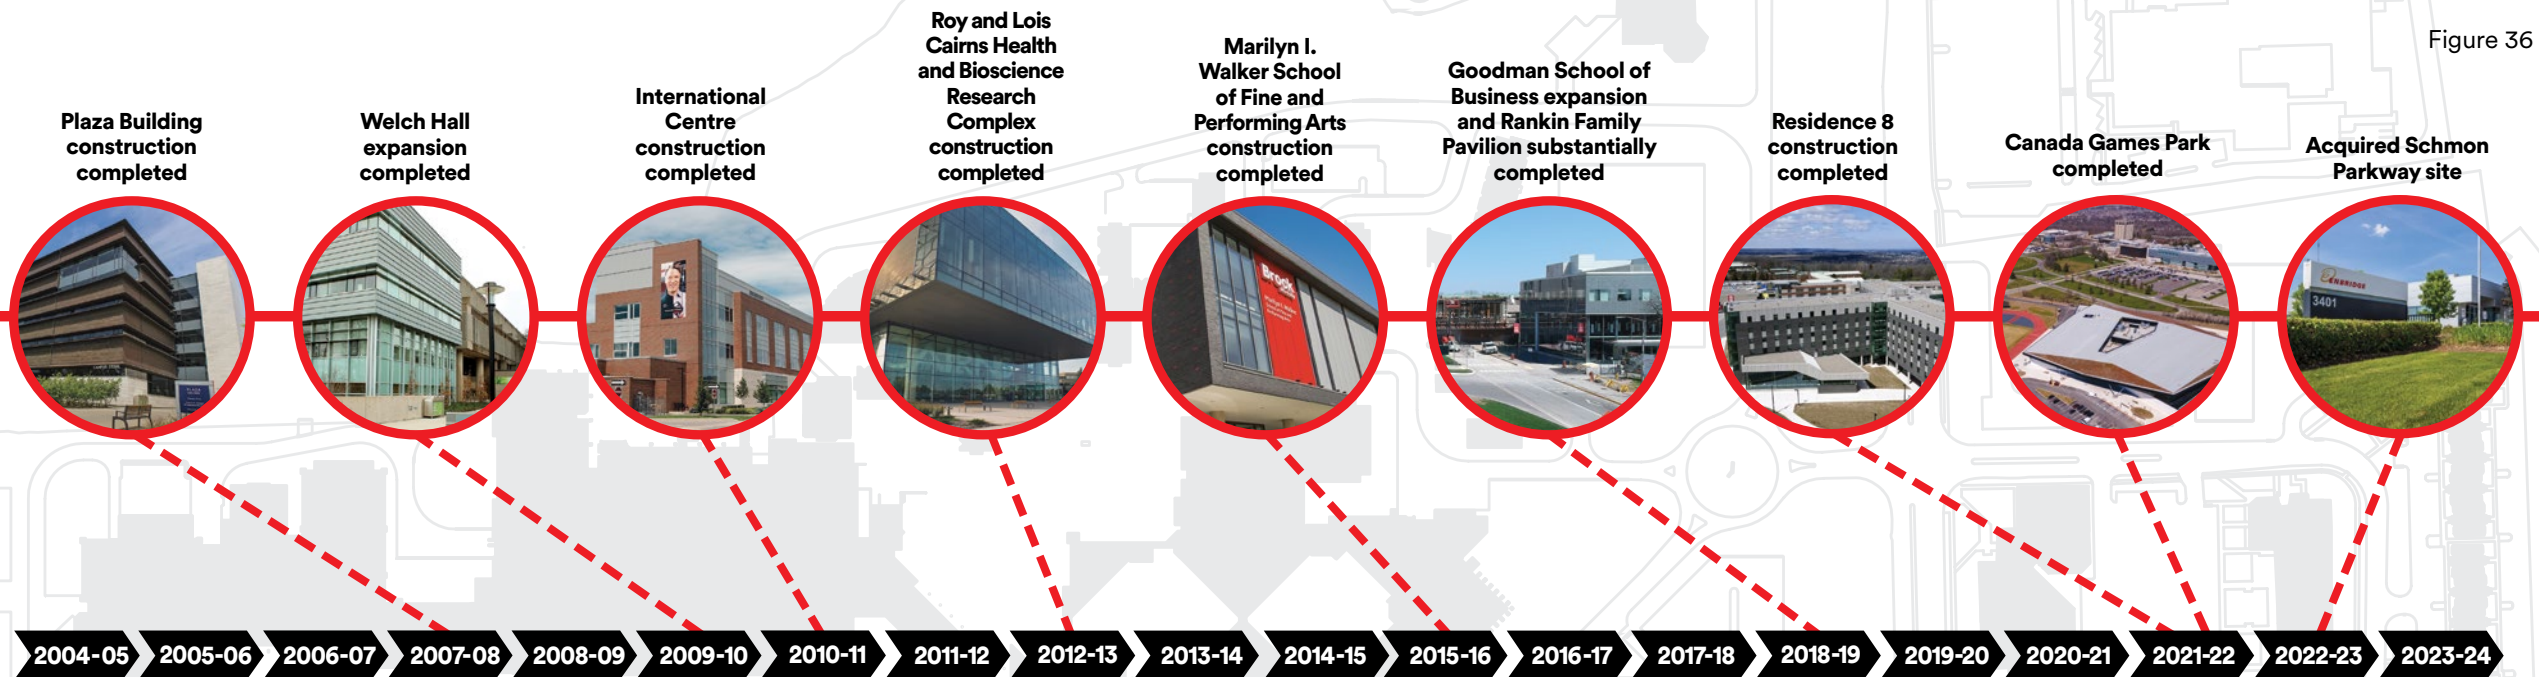 Figure 36
Plaza Building
construction
completed
Welch Hall
expansion
completed
International
Centre
construction
completed
Roy and Lois
Cairns Health
and Bioscience
Research
Complex
construction
completed
Marilyn I.
Walker School
of Fine and
Performing Arts
construction
completed
Goodman School of
Business expansion
and Rankin Family
Pavilion substantially
completed
Residence 8
construction
completed
Canada Games Park
completed
Acquired Schmon
Parkway site
Brock
ENBRIDGE
3401
2004-05
2005-06
2006-07
2007-08
2008-09
2009-10
2010-11
2011-12
2012-13
2013-14
2014-15
2015-16
2016-17
2017-18
2018-19
2019-20
2020-21
2021-22
2022-23
2023-24